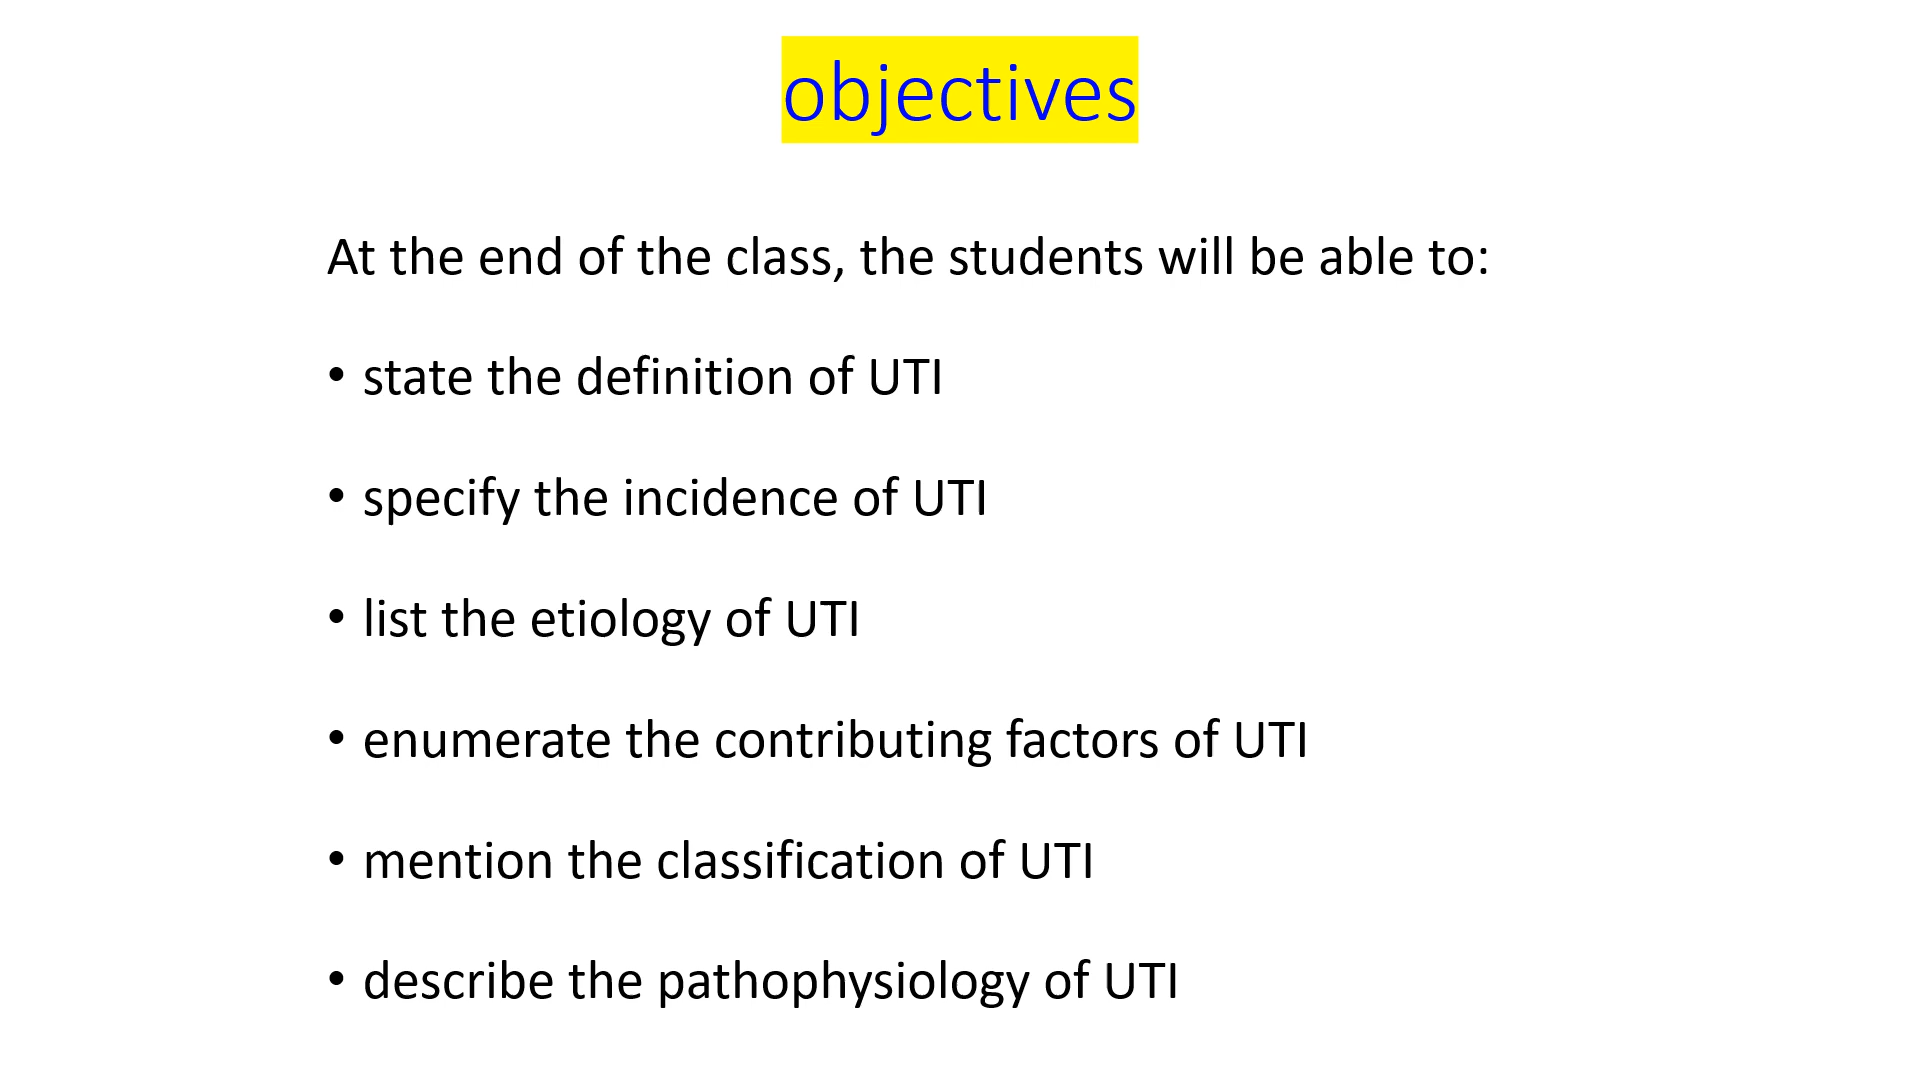 objectives
At the end of the class, the students will be able to:
• state the definition of UTI
• specify the incidence of UTI
• list the etiology of UTI
• enumerate the contributing factors of UTI
• mention the classification of UTI
• describe the pathophysiology of UTI